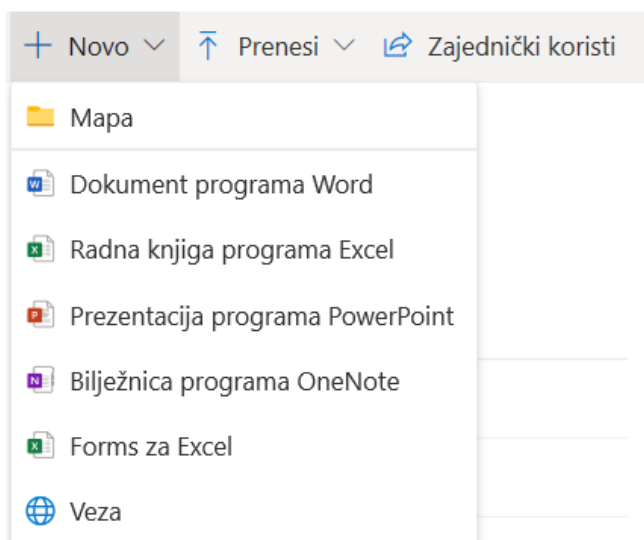 Novo Prenesi Zajednički koristi
Mapa
Dokument programa Word
Radna knjiga programa Excel
Prezentacija programa PowerPoint
Bilježnica programa OneNote
Forms za Excel
Veza